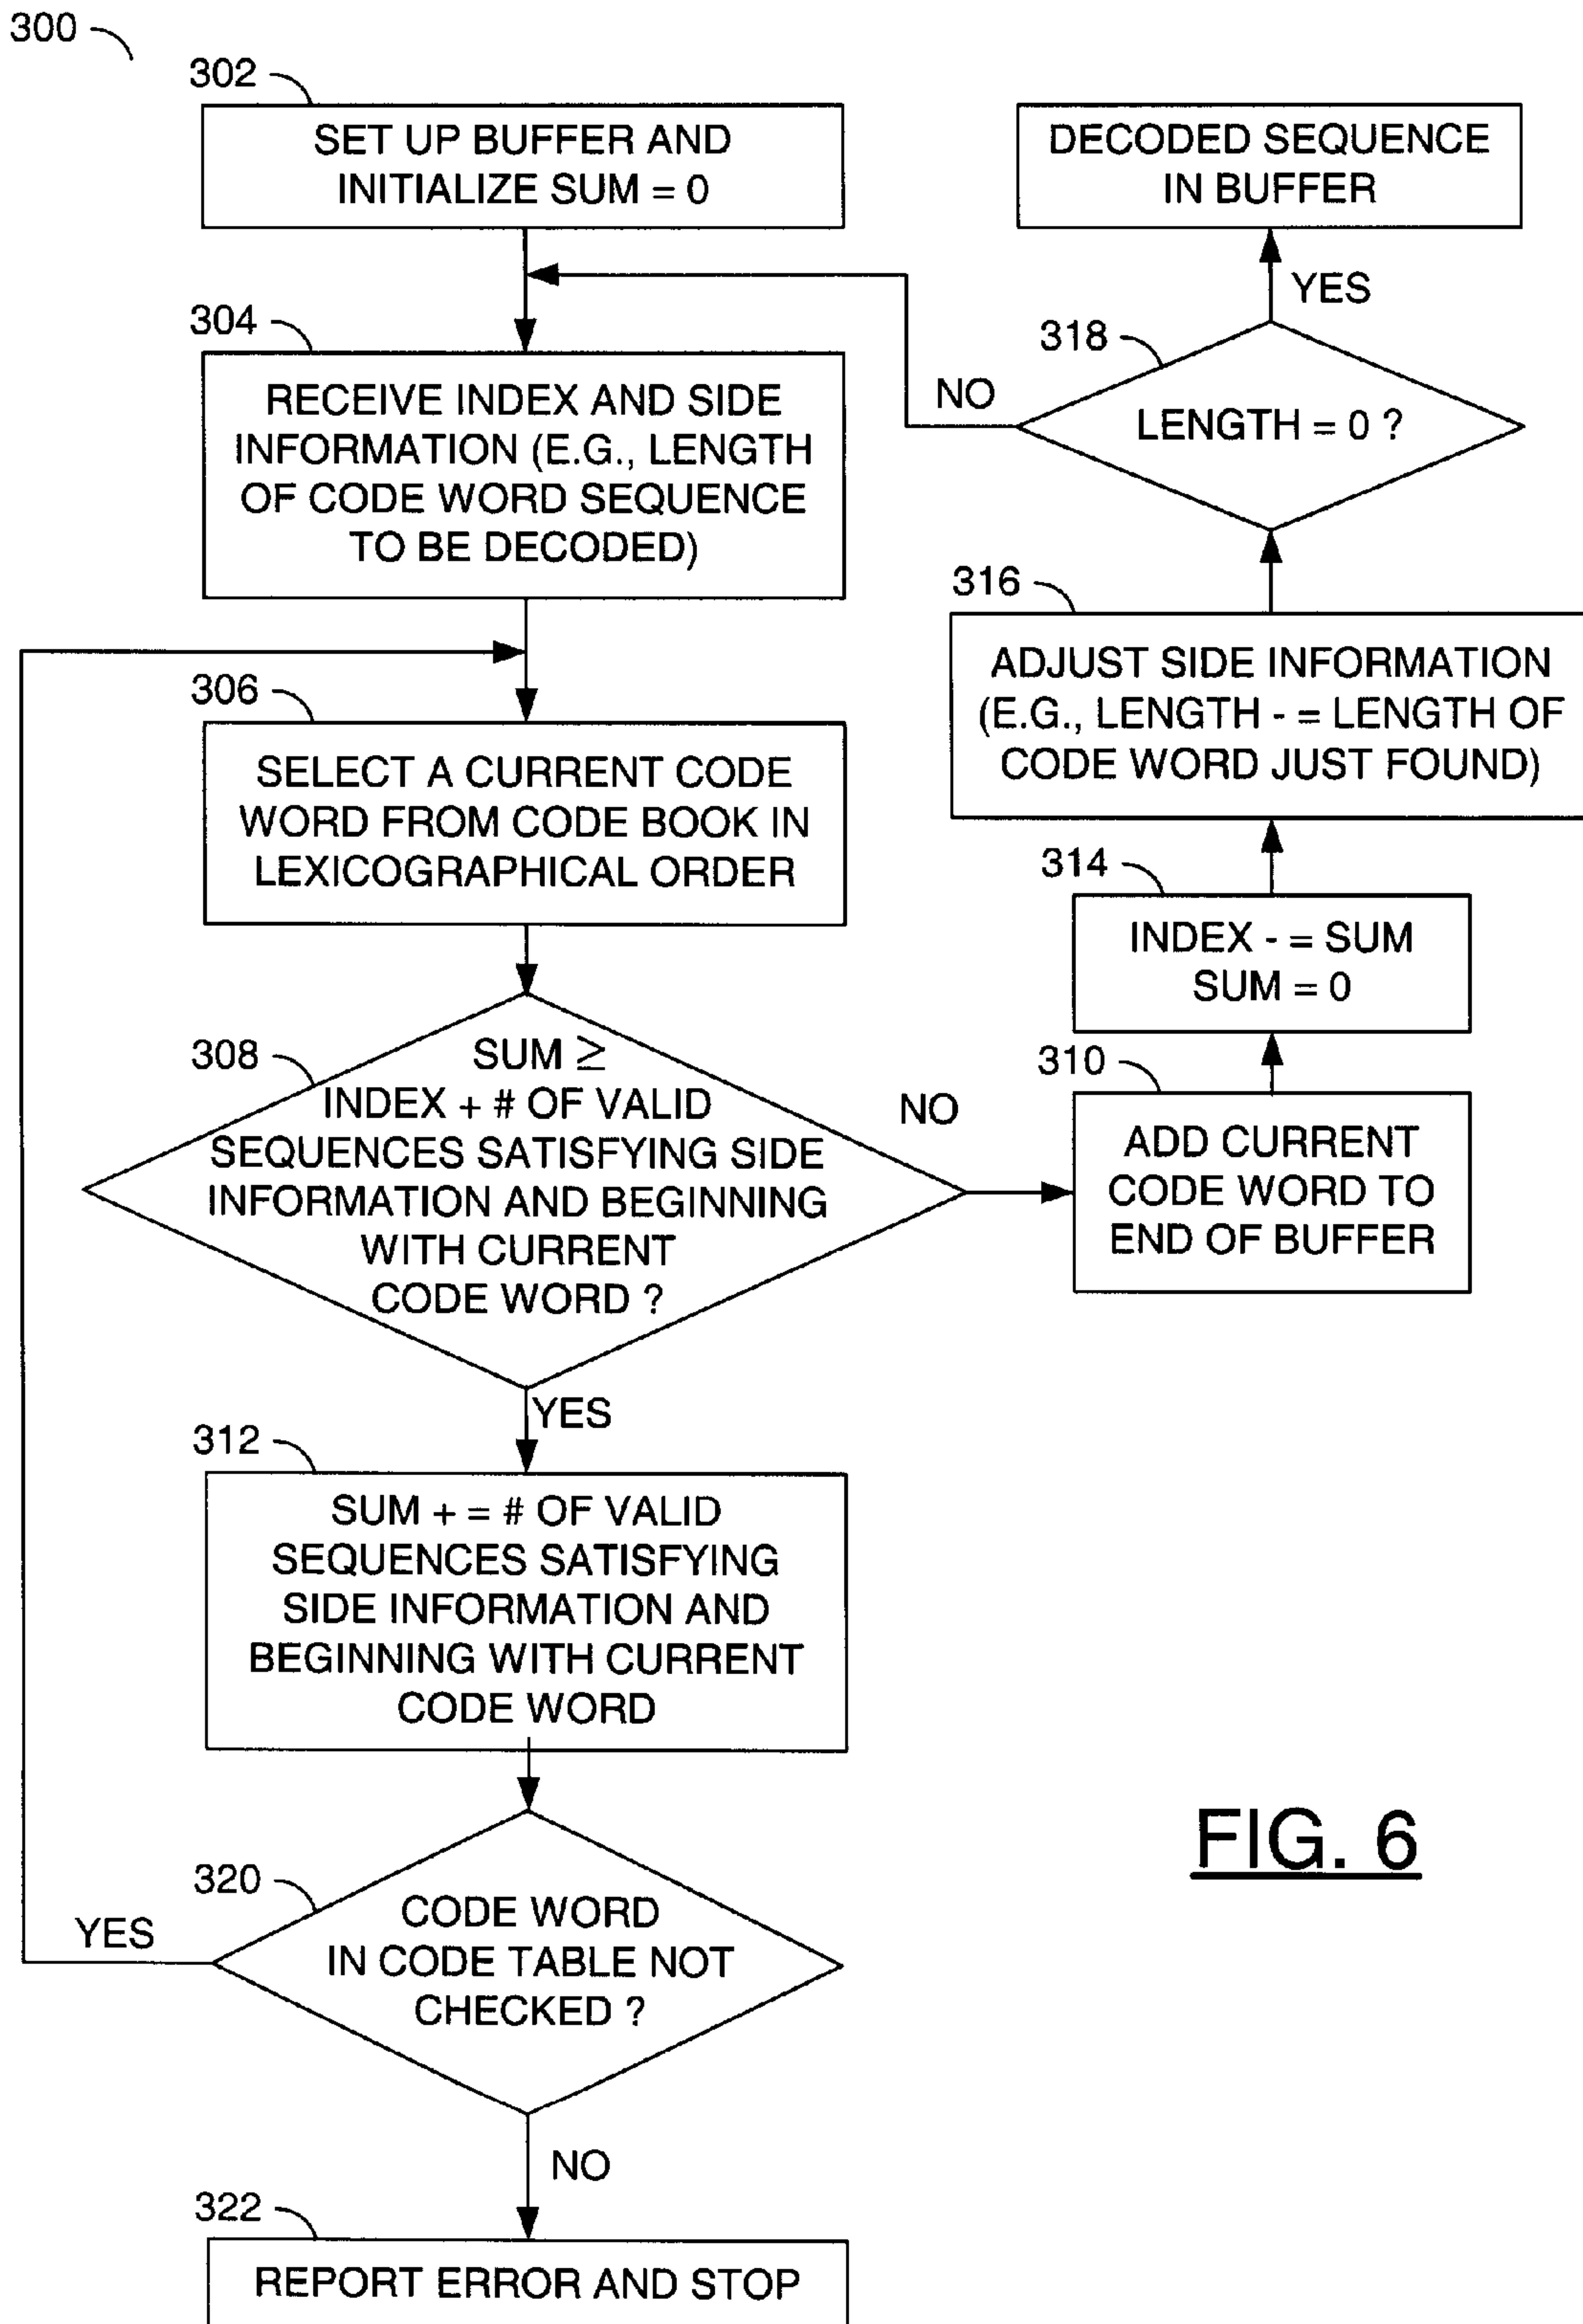 300
302
SET UP BUFFER AND
INITIALIZE SUM = 0
DECODED SEQUENCE
IN BUFFER
YES
304
RECEIVE INDEX AND SIDE
INFORMATION (E.G., LENGTH
OF CODE WORD SEQUENCE
TO BE DECODED)
318
NO
LENGTH = 0 ?
316
ADJUST SIDE INFORMATION
(E.G., LENGTH - = LENGTH OF
CODE WORD JUST FOUND)
306
SELECT A CURRENT CODE
WORD FROM CODE BOOK IN
LEXICOGRAPHICAL ORDER
314
INDEX - = SUM
SUM = 0
308
SUM ≥
INDEX + # OF VALID
SEQUENCES SATISFYING SIDE
INFORMATION AND BEGINNING
WITH CURRENT
CODE WORD ?
NO
310
ADD CURRENT
CODE WORD TO
END OF BUFFER
YES
312
SUM + = # OF VALID
SEQUENCES SATISFYING
SIDE INFORMATION AND
BEGINNING WITH CURRENT
CODE WORD
320
YES
CODE WORD
IN CODE TABLE NOT
CHECKED ?
FIG. 6
NO
322
REPORT ERROR AND STOP